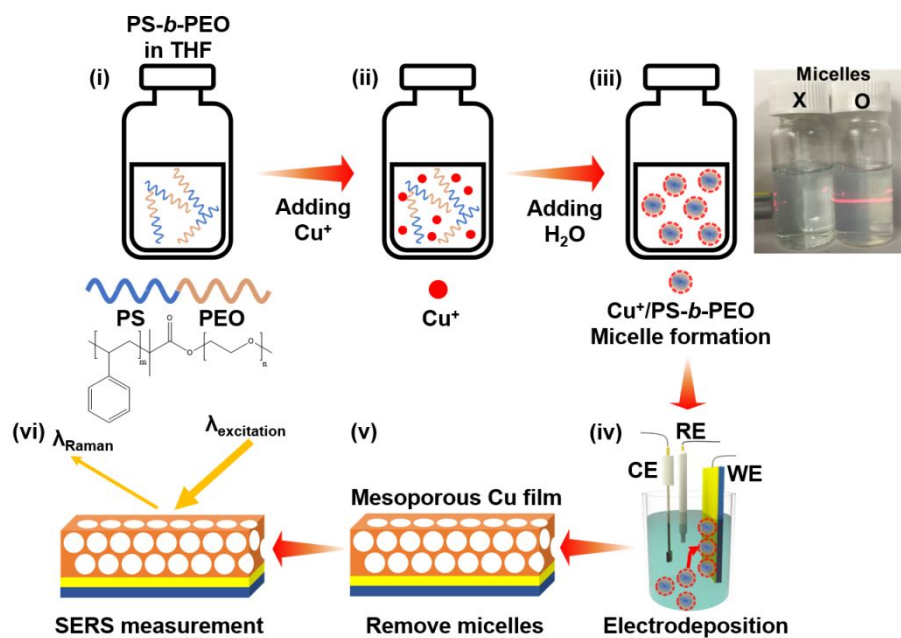 PS-b-PEO
in THF
(i)
(ii)
(iii)
Micelles
X O
Adding
Cu⁺
Adding
H₂O
PS PEO
Cu⁺
Cu⁺/PS-b-PEO
Micelle formation
O
m
O
O
n
(vi)
λRaman
λexcitation
(v)
Mesoporous Cu film
(iv)
RE
CE
WE
SERS measurement
Remove micelles
Electrodeposition